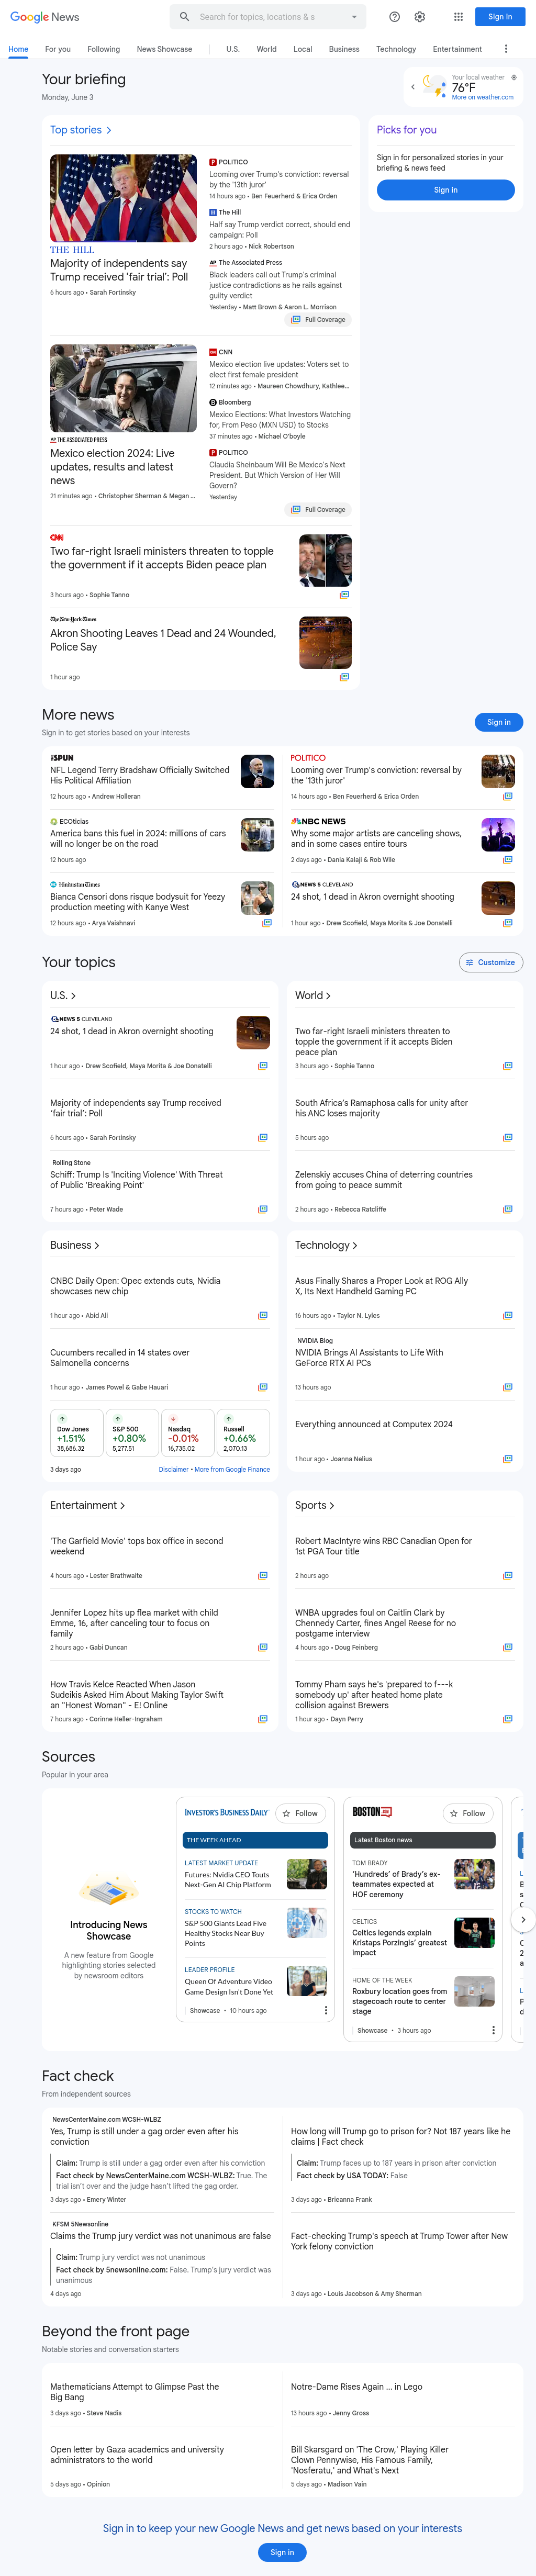 Google News
Search for topics, locations & s
Sign in
Home
For you
Following
News Showcase
U.S.
World
Local
Business
Technology
Entertainment
Your briefing
Monday, June 3
Your local weather
76°F
More on weather.com
Top stories
THE HILL
Majority of independents say
Trump received ‘fair trial’: Poll
6 hours ago • Sarah Fortinsky
POLITICO
Looming over Trump's conviction: reversal
by the '13th juror'
14 hours ago • Ben Feuerherd & Erica Orden
The Hill
Half say Trump verdict correct, should end
campaign: Poll
2 hours ago • Nick Robertson
The Associated Press
Black leaders call out Trump's criminal
justice contradictions as he rails against
guilty verdict
Yesterday • Matt Brown & Aaron L. Morrison
Full Coverage
AP THE ASSOCIATED PRESS
Mexico election 2024: Live
updates, results and latest
news
21 minutes ago • Christopher Sherman & Megan ...
CNN
Mexico election live updates: Voters set to
elect first female president
12 minutes ago • Maureen Chowdhury, Kathlee...
Bloomberg
Mexico Elections: What Investors Watching
for, From Peso (MXN USD) to Stocks
37 minutes ago • Michael O'boyle
POLITICO
Claudia Sheinbaum Will Be Mexico's Next
President. But Which Version of Her Will
Govern?
Yesterday
Full Coverage
CNN
Two far-right Israeli ministers threaten to topple
the government if it accepts Biden peace plan
3 hours ago • Sophie Tanno
The New York Times
Akron Shooting Leaves 1 Dead and 24 Wounded,
Police Say
1 hour ago
Picks for you
Sign in for personalized stories in your
briefing & news feed
Sign in
More news
Sign in to get stories based on your interests
Sign in
THE SPUN
NFL Legend Terry Bradshaw Officially Switched
His Political Affiliation
12 hours ago • Andrew Holleran
ECOticias
America bans this fuel in 2024: millions of cars
will no longer be on the road
12 hours ago
Hindustan Times
Bianca Censori dons risque bodysuit for Yeezy
production meeting with Kanye West
12 hours ago • Arya Vaishnavi
POLITICO
Looming over Trump's conviction: reversal by
the '13th juror'
14 hours ago • Ben Feuerherd & Erica Orden
NBC NEWS
Why some major artists are canceling shows,
and in some cases entire tours
2 days ago • Dania Kalaji & Rob Wile
NEWS 5 CLEVELAND
24 shot, 1 dead in Akron overnight shooting
1 hour ago • Drew Scofield, Maya Morita & Joe Donatelli
Your topics
Customize
U.S.
NEWS 5 CLEVELAND
24 shot, 1 dead in Akron overnight shooting
1 hour ago • Drew Scofield, Maya Morita & Joe Donatelli
Majority of independents say Trump received
‘fair trial’: Poll
6 hours ago • Sarah Fortinsky
Rolling Stone
Schiff: Trump Is 'Inciting Violence' With Threat
of Public 'Breaking Point'
7 hours ago • Peter Wade
World
Two far-right Israeli ministers threaten to
topple the government if it accepts Biden
peace plan
3 hours ago • Sophie Tanno
South Africa's Ramaphosa calls for unity after
his ANC loses majority
5 hours ago
Zelenskiy accuses China of deterring countries
from going to peace summit
2 hours ago • Rebecca Ratcliffe
Business
CNBC Daily Open: Opec extends cuts, Nvidia
showcases new chip
1 hour ago • Abid Ali
Cucumbers recalled in 14 states over
Salmonella concerns
1 hour ago • James Powel & Gabe Hauari
Dow Jones
+1.51%
38,686.32
S&P 500
+0.80%
5,277.51
Nasdaq
-0.01%
16,735.02
Russell
+0.66%
2,070.13
3 days ago
Disclaimer • More from Google Finance
Technology
Asus Finally Shares a Proper Look at ROG Ally
X, Its Next Handheld Gaming PC
16 hours ago • Taylor N. Lyles
NVIDIA Blog
NVIDIA Brings AI Assistants to Life With
GeForce RTX AI PCs
13 hours ago
Everything announced at Computex 2024
1 hour ago • Joanna Nelius
Entertainment
'The Garfield Movie' tops box office in second
weekend
4 hours ago • Lester Brathwaite
Jennifer Lopez hits up flea market with child
Emme, 16, after canceling tour to focus on
family
2 hours ago • Gabi Duncan
How Travis Kelce Reacted When Jason
Sudeikis Asked Him About Making Taylor Swift
an "Honest Woman" - E! Online
7 hours ago • Corinne Heller-Ingraham
Sports
Robert MacIntyre wins RBC Canadian Open for
1st PGA Tour title
2 hours ago
WNBA upgrades foul on Caitlin Clark by
Chennedy Carter, fines Angel Reese for no
postgame interview
4 hours ago • Doug Feinberg
Tommy Pham says he's 'prepared to f---k
somebody up' after heated home plate
collision against Brewers
1 hour ago • Dayn Perry
Sources
Popular in your area
Introducing News
Showcase
A new feature from Google
highlighting stories selected
by newsroom editors
INVESTOR'S BUSINESS DAILY
Follow
THE WEEK AHEAD
LATEST MARKET UPDATE
Futures: Nvidia CEO Touts
Next-Gen AI Chip Platform
STOCKS TO WATCH
S&P 500 Giants Lead Five
Healthy Stocks Near Buy
Points
LEADER PROFILE
Queen Of Adventure Video
Game Design Isn't Done Yet
Showcase • 10 hours ago
BOSTON.COM
Follow
Latest Boston news
TOM BRADY
‘Hundreds’ of Brady’s ex-
teammates expected at
HOF ceremony
CELTICS
Celtics legends explain
Kristaps Porzingis’ greatest
impact
HOME OF THE WEEK
Roxbury location goes from
stagecoach route to center
stage
Showcase • 3 hours ago
Fact check
From independent sources
NewsCenterMaine.com WCSH-WLBZ
Yes, Trump is still under a gag order even after his
conviction
Claim: Trump is still under a gag order even after his conviction
Fact check by NewsCenterMaine.com WCSH-WLBZ: True. The
trial isn't over and the judge hasn't lifted the gag order.
3 days ago • Emery Winter
KFSM 5Newsonline
Claims the Trump jury verdict was not unanimous are false
Claim: Trump jury verdict was not unanimous
Fact check by 5newsonline.com: False. Trump's jury verdict was
unanimous
4 days ago
How long will Trump go to prison for? Not 187 years like he
claims | Fact check
Claim: Trump faces up to 187 years in prison after conviction
Fact check by USA TODAY: False
3 days ago • Brieanna Frank
Fact-checking Trump's speech at Trump Tower after New
York felony conviction
3 days ago • Louis Jacobson & Amy Sherman
Beyond the front page
Notable stories and conversation starters
Mathematicians Attempt to Glimpse Past the
Big Bang
3 days ago • Steve Nadis
Open letter by Gaza academics and university
administrators to the world
5 days ago • Opinion
Notre-Dame Rises Again ... in Lego
13 hours ago • Jenny Gross
Bill Skarsgard on 'The Crow,' Playing Killer
Clown Pennywise, His Famous Family,
'Nosferatu,' and What's Next
5 days ago • Madison Vain
Sign in to keep your new Google News and get news based on your interests
Sign in